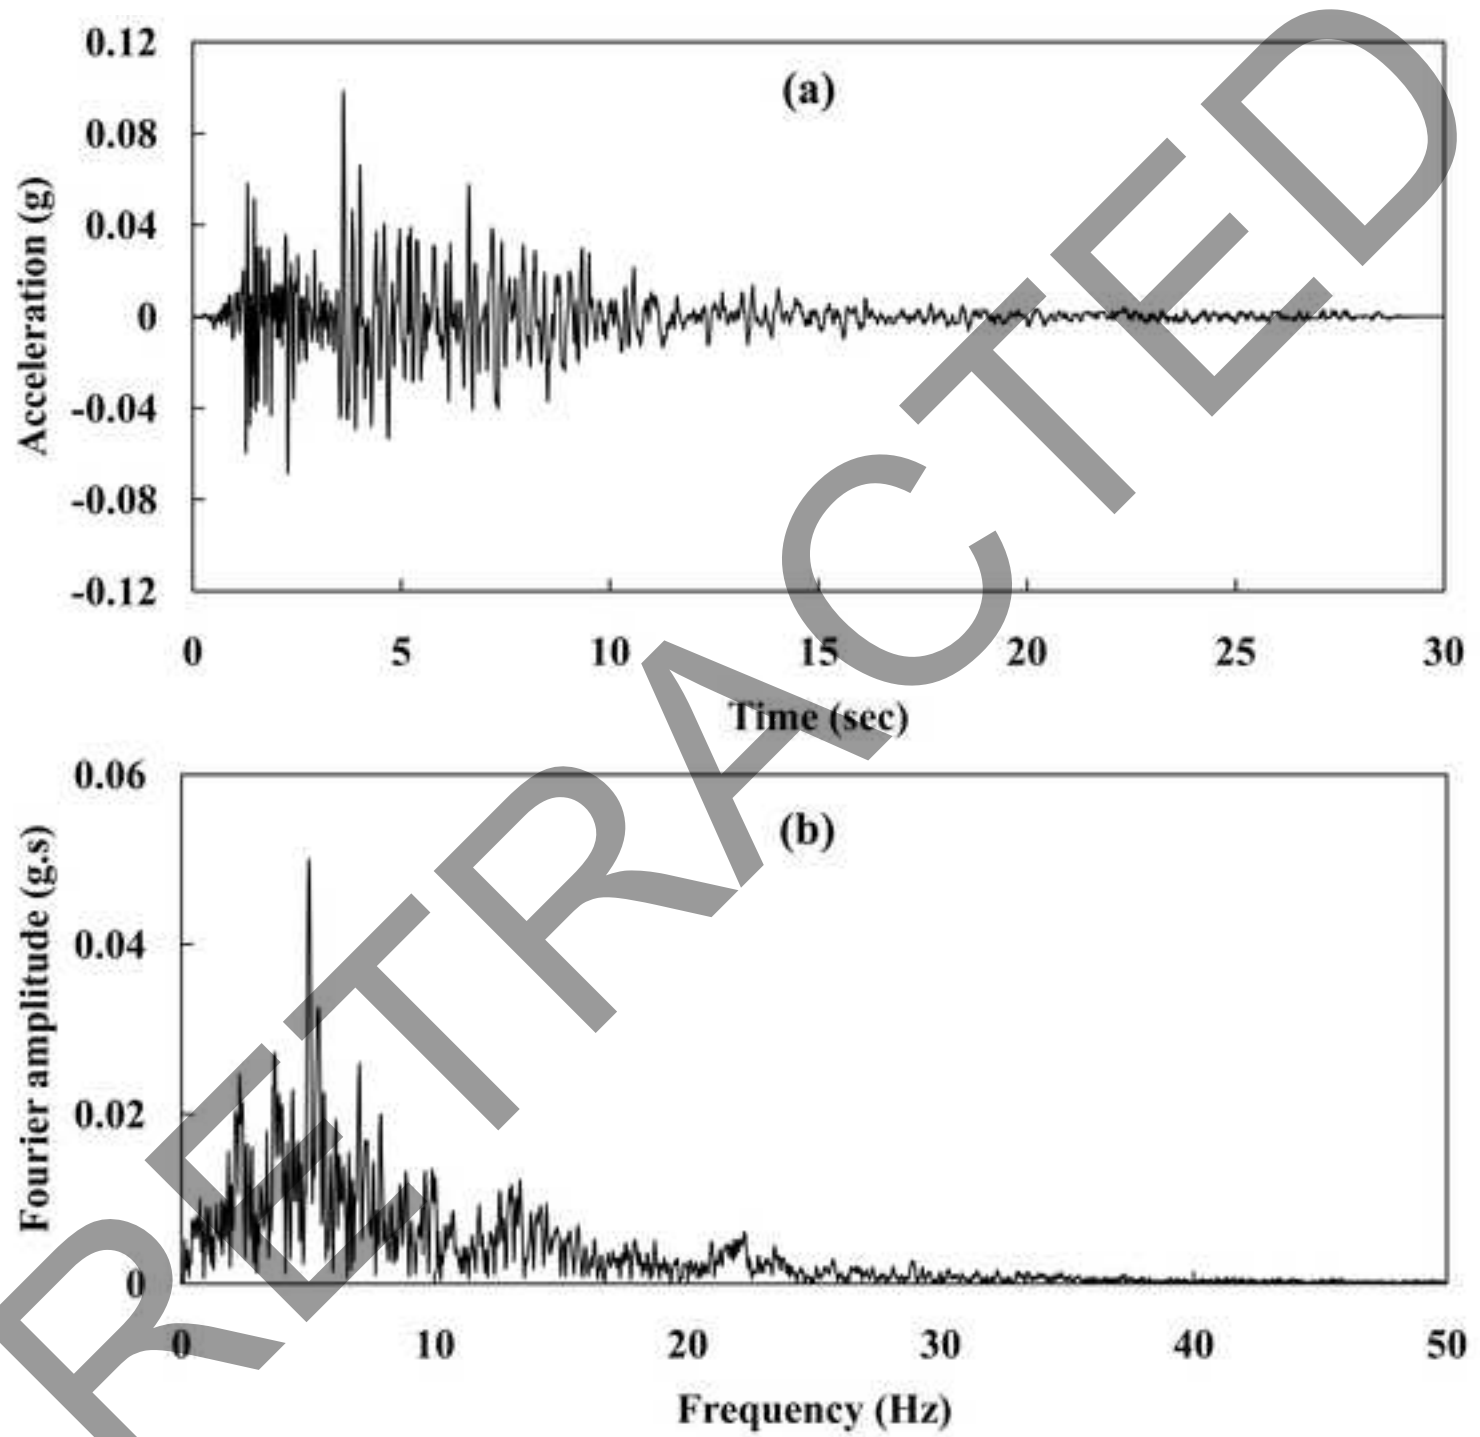 0.12
(a)
0.08
0.04
0
-0.04
-0.08
-0.12
Acceleration (g)
0 5 10 15 20 25 30
Time (sec)
0.06
(b)
0.04
0.02
0
Fourier amplitude (g.s)
0 10 20 30 40 50
Frequency (Hz)
RETRACTED